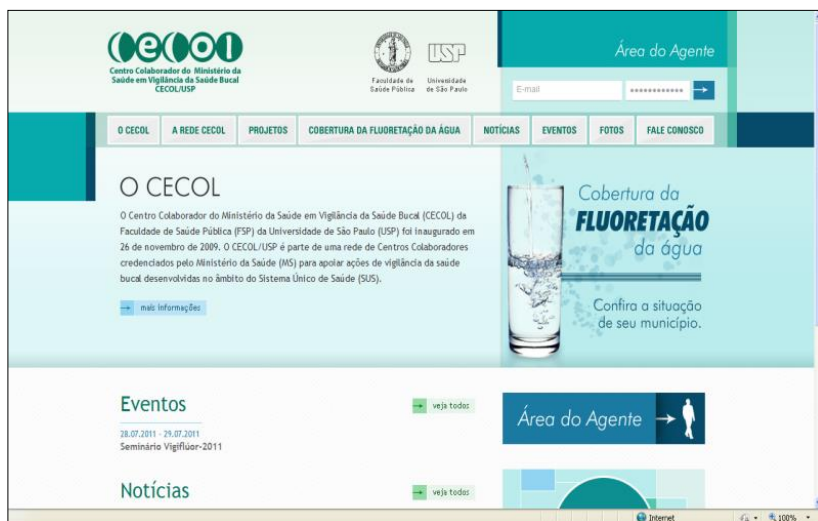 CECOL
Centro Colaborador do Ministério da
Saúde em Vigilância da Saúde Bucal
CECOL/USP
Faculdade de
Saúde Pública
USP
Universidade
de São Paulo
Área do Agente
E-mail
O CECOL
A REDE CECOL
PROJETOS
COBERTURA DA FLUORETAÇÃO DA ÁGUA
NOTÍCIAS
EVENTOS
FOTOS
FALE CONOSCO
O CECOL
O Centro Colaborador do Ministério da Saúde em Vigilância da Saúde Bucal (CECOL) da
Faculdade de Saúde Pública (FSP) da Universidade de São Paulo (USP) foi inaugurado em
26 de novembro de 2009. O CECOL/USP é parte de uma rede de Centros Colaboradores
credenciados pelo Ministério da Saúde (MS) para apoiar ações de vigilância da saúde
bucal desenvolvidas no âmbito do Sistema Único de Saúde (SUS).
mais informações
Cobertura da
FLUORETAÇÃO
da água
Confira a situação
de seu município.
Eventos
veja todos
28.07.2011 - 29.07.2011
Seminário Vigiflúor-2011
Área do Agente
Notícias
veja todos
Internet
100%